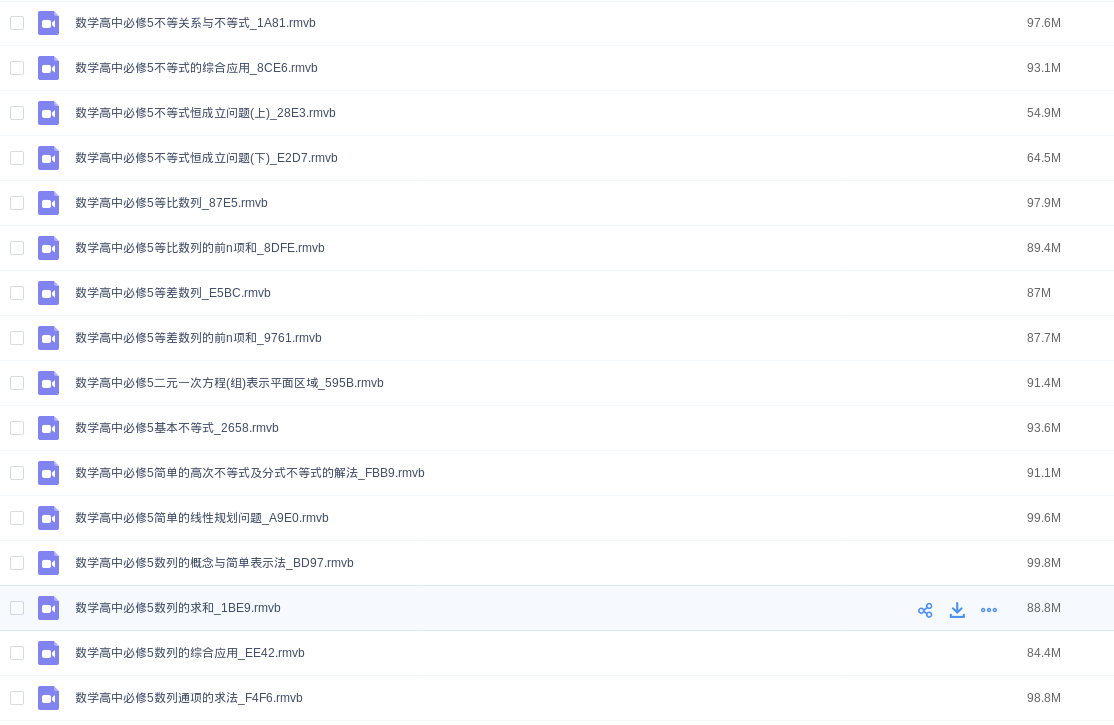 数学高中必修5不等关系与不等式_1A81.rmvb 97.6M
数学高中必修5不等式的综合应用_8CE6.rmvb 93.1M
数学高中必修5不等式恒成立问题(上)_28E3.rmvb 54.9M
数学高中必修5不等式恒成立问题(下)_E2D7.rmvb 64.5M
数学高中必修5等比数列_87E5.rmvb 97.9M
数学高中必修5等比数列的前n项和_8DFE.rmvb 89.4M
数学高中必修5等差数列_E5BC.rmvb 87M
数学高中必修5等差数列的前n项和_9761.rmvb 87.7M
数学高中必修5二元一次方程(组)表示平面区域_595B.rmvb 91.4M
数学高中必修5基本不等式_2658.rmvb 93.6M
数学高中必修5简单的高次不等式及分式不等式的解法_FBB9.rmvb 91.1M
数学高中必修5简单的线性规划问题_A9E0.rmvb 99.6M
数学高中必修5数列的概念与简单表示法_BD97.rmvb 99.8M
数学高中必修5数列的求和_1BE9.rmvb 88.8M
数学高中必修5数列的综合应用_EE42.rmvb 84.4M
数学高中必修5数列通项的求法_F4F6.rmvb 98.8M